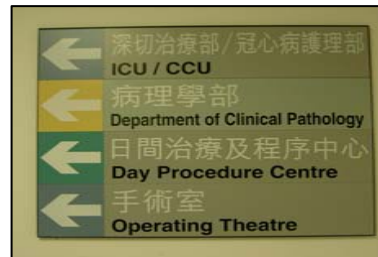 深切治療部/冠心病護理部
ICU / CCU
病理學部
Department of Clinical Pathology
日間治療及程序中心
Day Procedure Centre
手術室
Operating Theatre